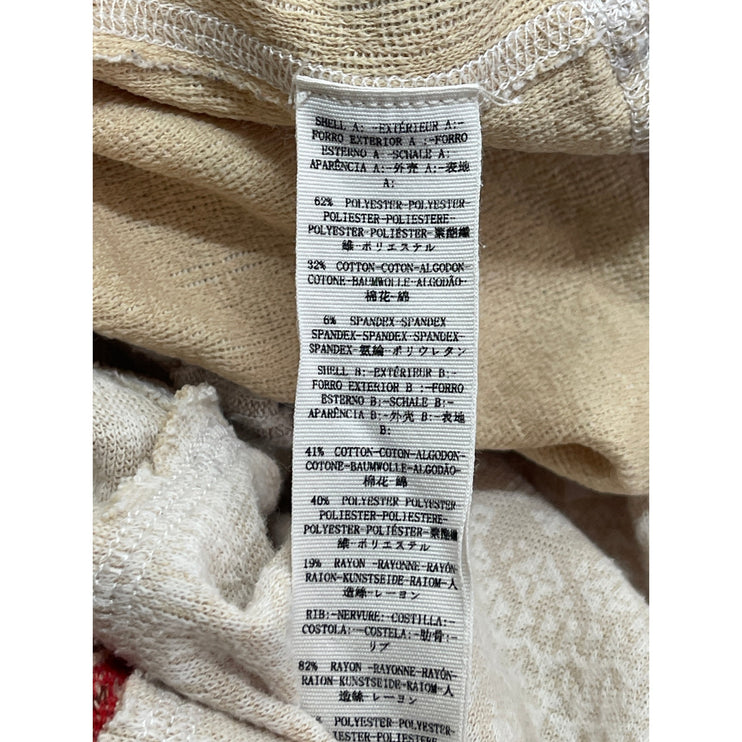 SHELL A: -EXTÉRIEUR A:-
FORRO EXTERIOR A :-FORRO
ESTERNO A -SCHALE A:-
APARÊNCIA A:-外壳 A:-表地
A:
62% POLYESTER-POLYESTER-
POLIESTER-POLIESTERE-
POLYESTER-POLIÉSTER-聚酯纖
維-ポリエステル
32% COTTON-COTON-ALGODON-
COTONE-BAUMWOLLE-ALGODÃO-
棉花-綿
6% SPANDEX-SPANDEX
SPANDEX-SPANDEX-SPANDEX-
SPANDEX-氨綸-ポリウレタン
SHELL B:-EXTÉRIEUR B:-
FORRO EXTERIOR B :-FORRO
ESTERNO B:-SCHALE B:-
APARÊNCIA B:-外壳 B:-表地
B:
41% COTTON-COTON-ALGODON-
COTONE-BAUMWOLLE-ALGODÃO-
棉花-綿
40% POLYESTER POLYESTER-
POLIESTER-POLIESTERE-
POLYESTER-POLIÉSTER-聚酯纖
維-ポリエステル
19% RAYON -RAYONNE-RAYÓN-
RAION-KUNSTSEIDE-RAIOM-人
造絲-レーヨン
RIB:-NERVURE-COSTILLA:-
COSTOLA:--COSTELA:-肋骨:-
リブ
82% RAYON -RAYONNE-RAYÓN-
RAION-KUNSTSEIDE-RAIOM-人
造絲-レーヨン
% POLYESTER POLYESTER-